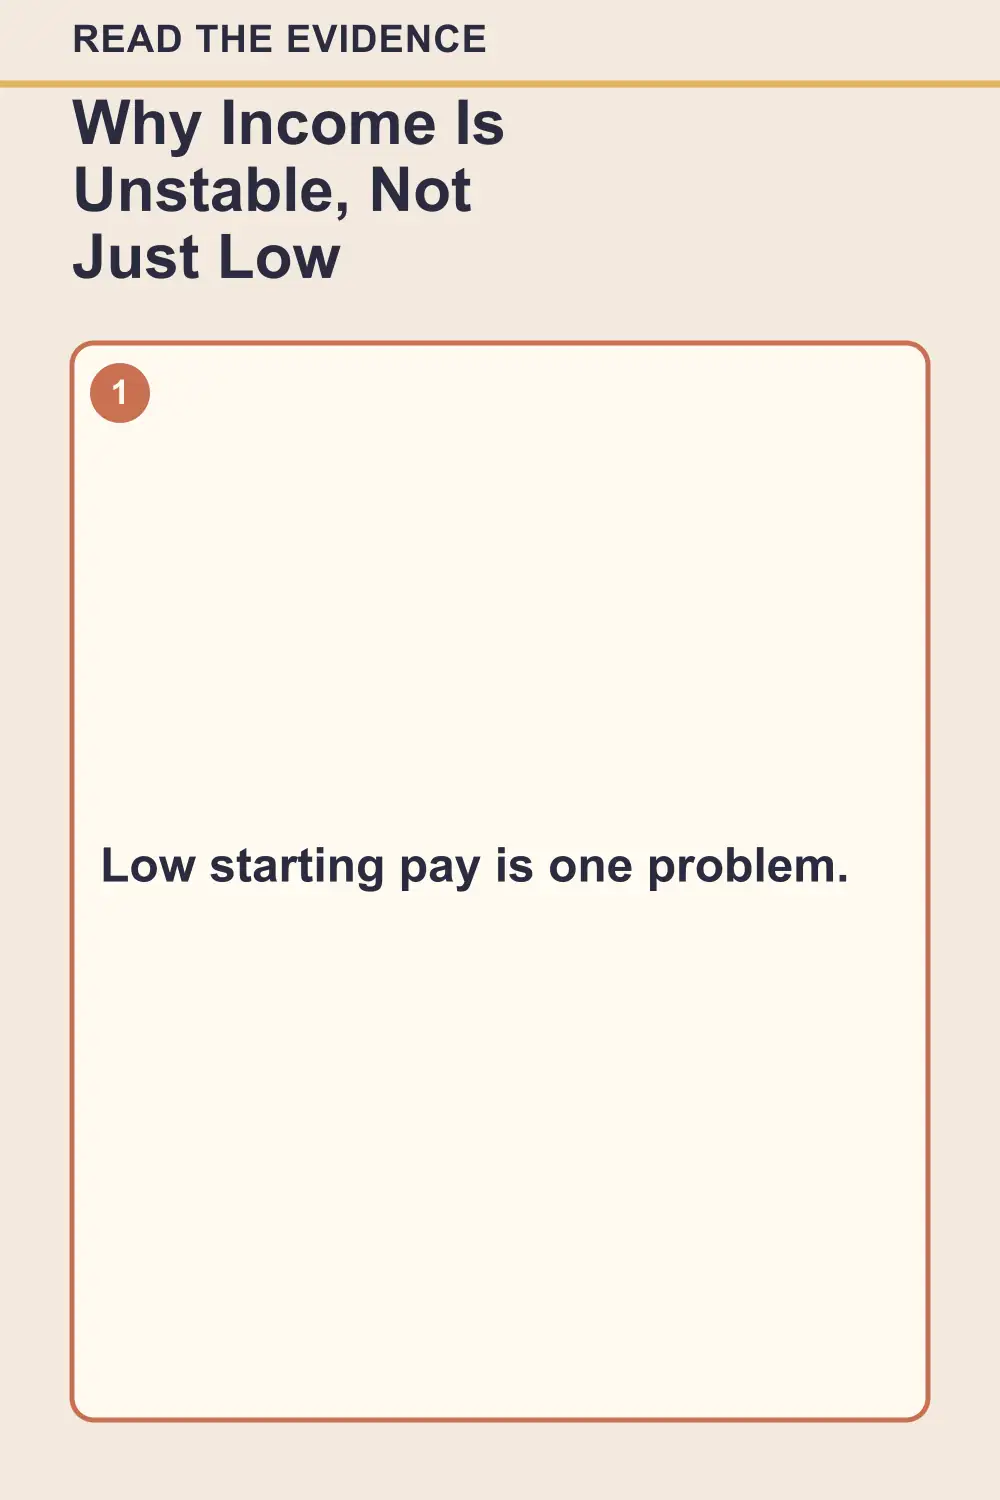 READ THE EVIDENCE
Why Income Is
Unstable, Not
Just Low
1
Low starting pay is one problem.